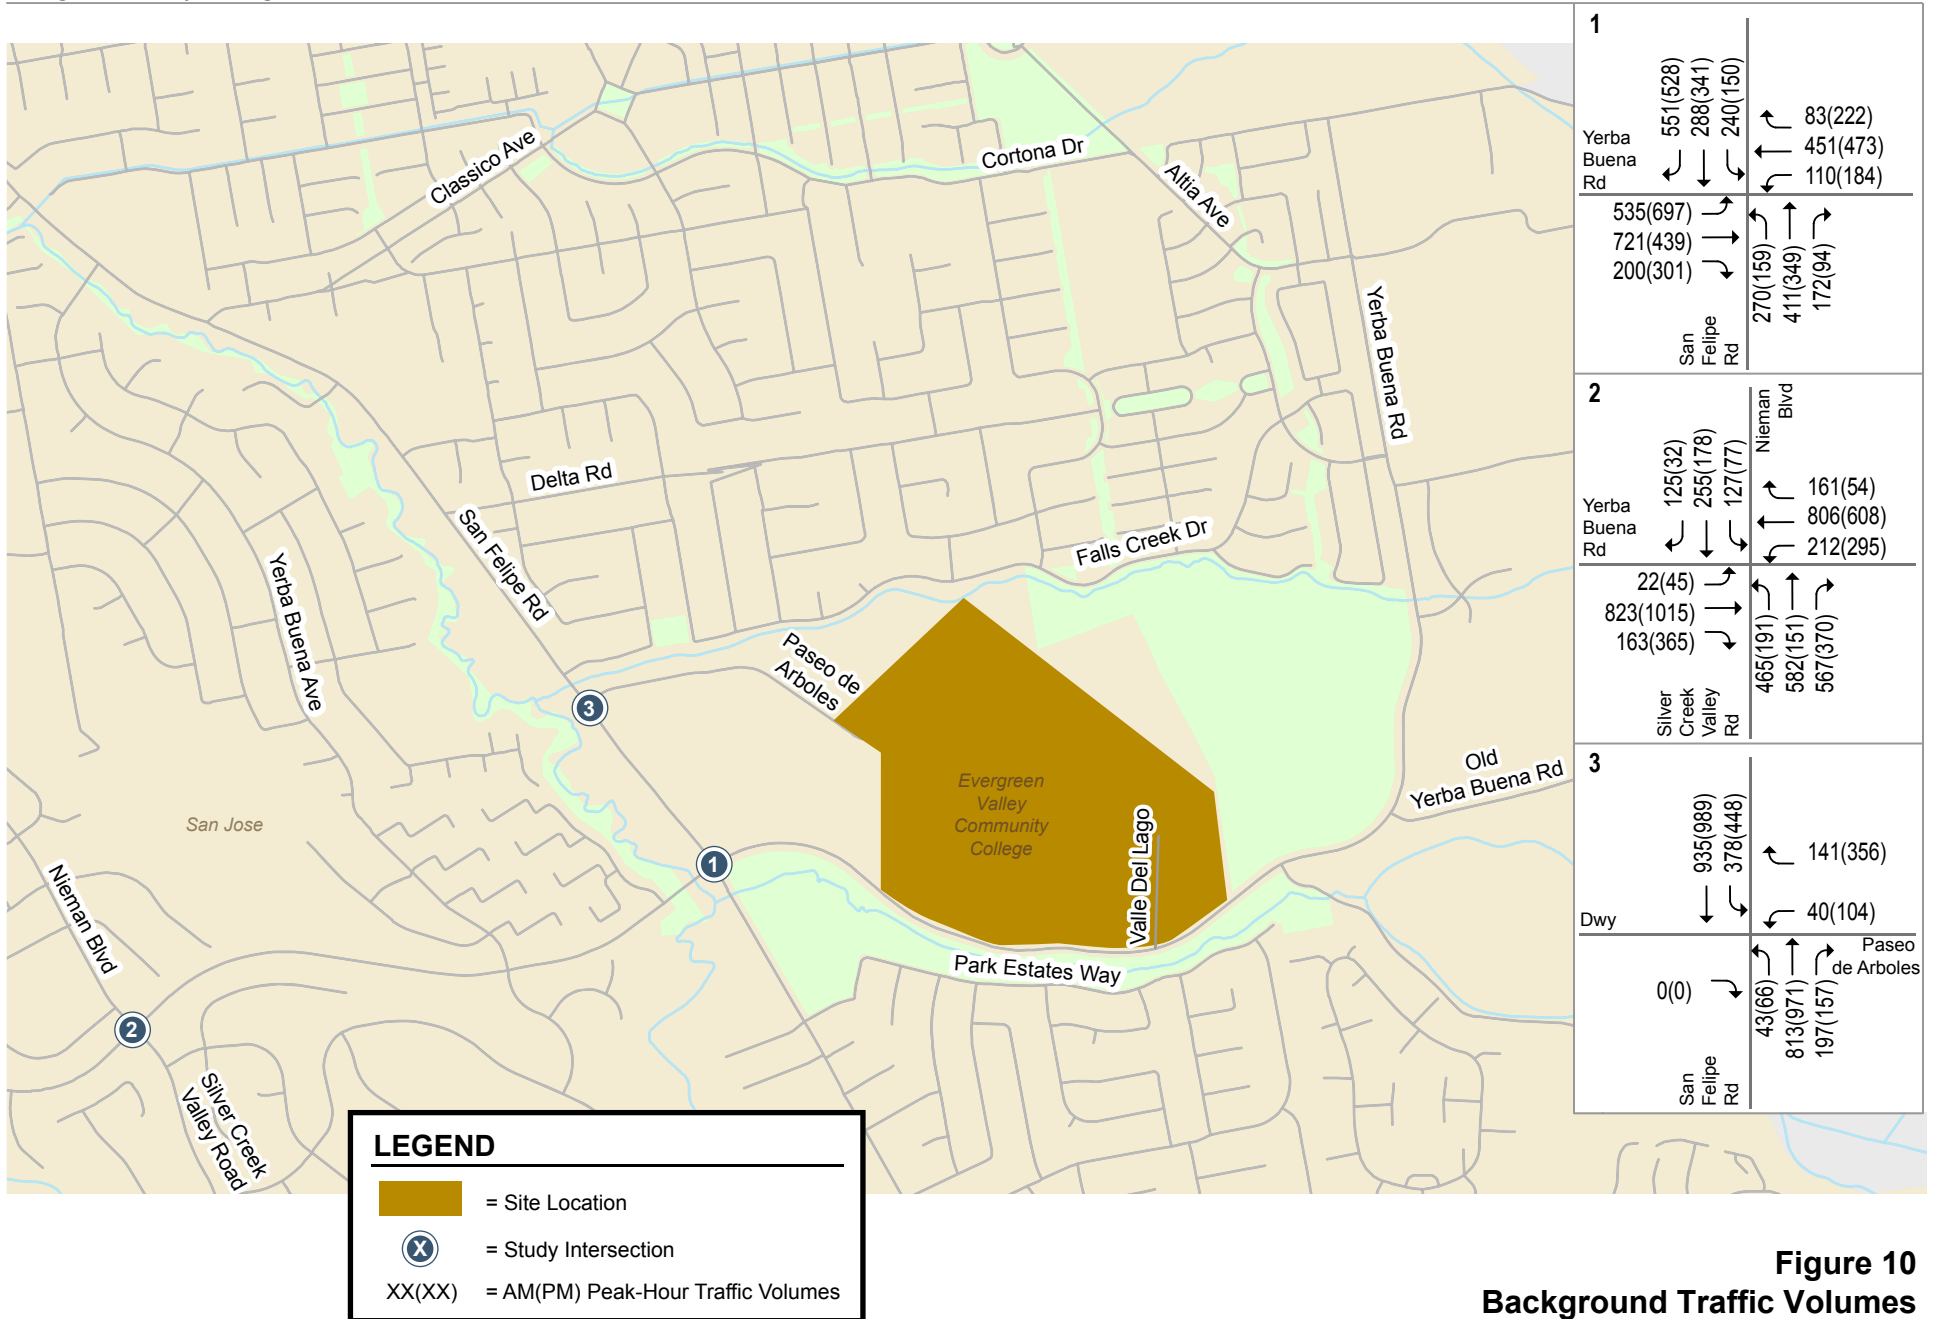 Classico Ave
Cortona Dr
Altia Ave
Yerba Buena Rd
Delta Rd
San Felipe Rd
Falls Creek Dr
Yerba Buena Ave
Paseo de
Arboles
Old
Yerba Buena Rd
Evergreen
Valley
Community
College
San Jose
Valle Del Lago
Nieman Blvd
Park Estates Way
Silver Creek
Valley Road
3
1
2
1
Yerba
Buena
Rd
551(528)
288(341)
240(150)
83(222)
451(473)
110(184)
535(697)
721(439)
200(301)
270(159)
411(349)
172(94)
San
Felipe
Rd
2
Nieman
Blvd
Yerba
Buena
Rd
125(32)
255(178)
127(77)
161(54)
806(608)
212(295)
22(45)
823(1015)
163(365)
465(191)
582(151)
567(370)
Silver
Creek
Valley
Rd
3
935(989)
378(448)
141(356)
40(104)
Dwy
Paseo
de Arboles
0(0)
43(66)
813(971)
197(157)
San
Felipe
Rd
LEGEND
= Site Location
X = Study Intersection
XX(XX) = AM(PM) Peak-Hour Traffic Volumes
Figure 10
Background Traffic Volumes